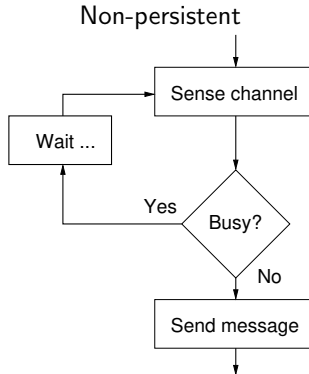 Non-persistent
Sense channel
Wait ...
Yes
Busy?
No
Send message